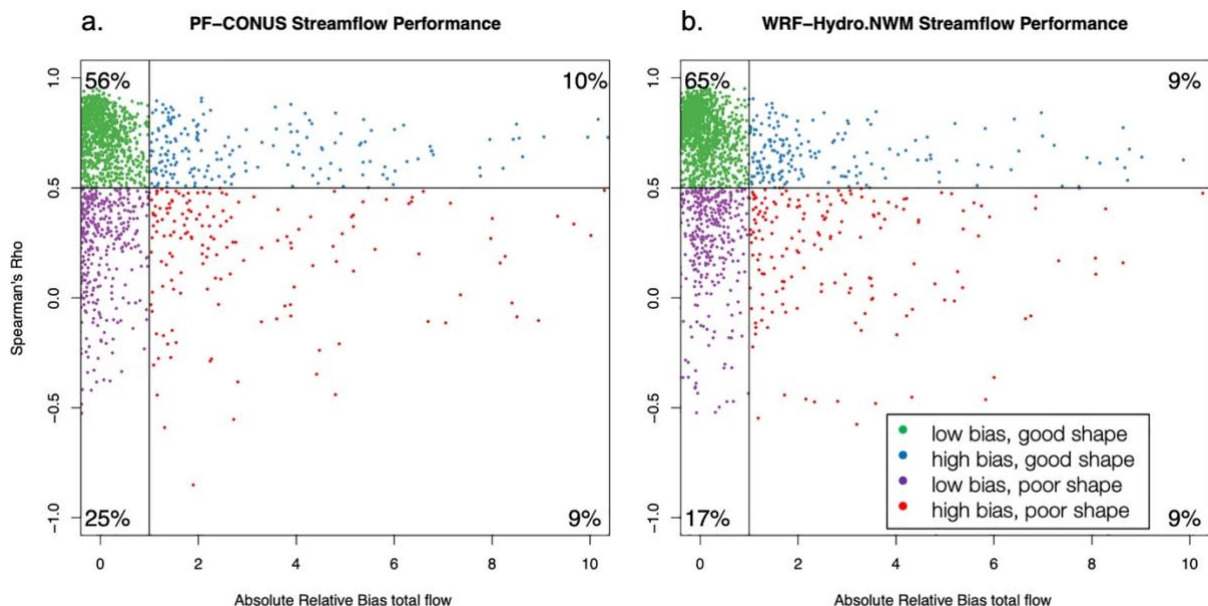 a.
PF-CONUS Streamflow Performance
56%
10%
1.0
0.5
0.0
-0.5
-1.0
Spearman's Rho
25%
9%
0 2 4 6 8 10
Absolute Relative Bias total flow
b.
WRF-Hydro.NWM Streamflow Performance
65%
9%
1.0
0.5
0.0
-0.5
-1.0
low bias, good shape
high bias, good shape
low bias, poor shape
high bias, poor shape
17%
9%
0 2 4 6 8 10
Absolute Relative Bias total flow